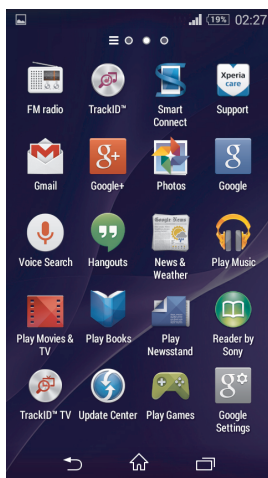 19% 02:27
FM radio TrackID™ Smart Connect Xperia care Support
Gmail g+ Google+ Photos g Google
Voice Search Hangouts Google News News & Weather Play Music
Play Movies & TV Play Books Play Newsstand Reader by Sony
TrackID™ TV Update Center Play Games g Google Settings